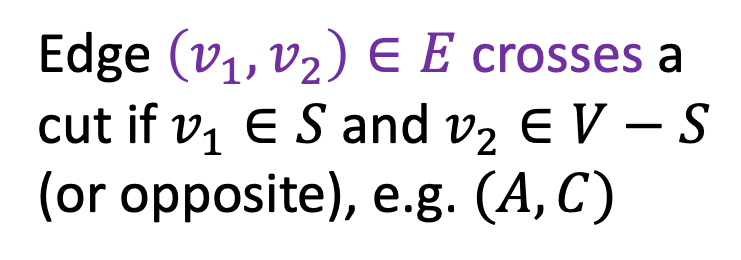 Edge (𝑣₁, 𝑣₂) ∈ 𝐸 crosses a
cut if 𝑣₁ ∈ 𝑆 and 𝑣₂ ∈ 𝑉 − 𝑆
(or opposite), e.g. (𝐴, 𝐶)